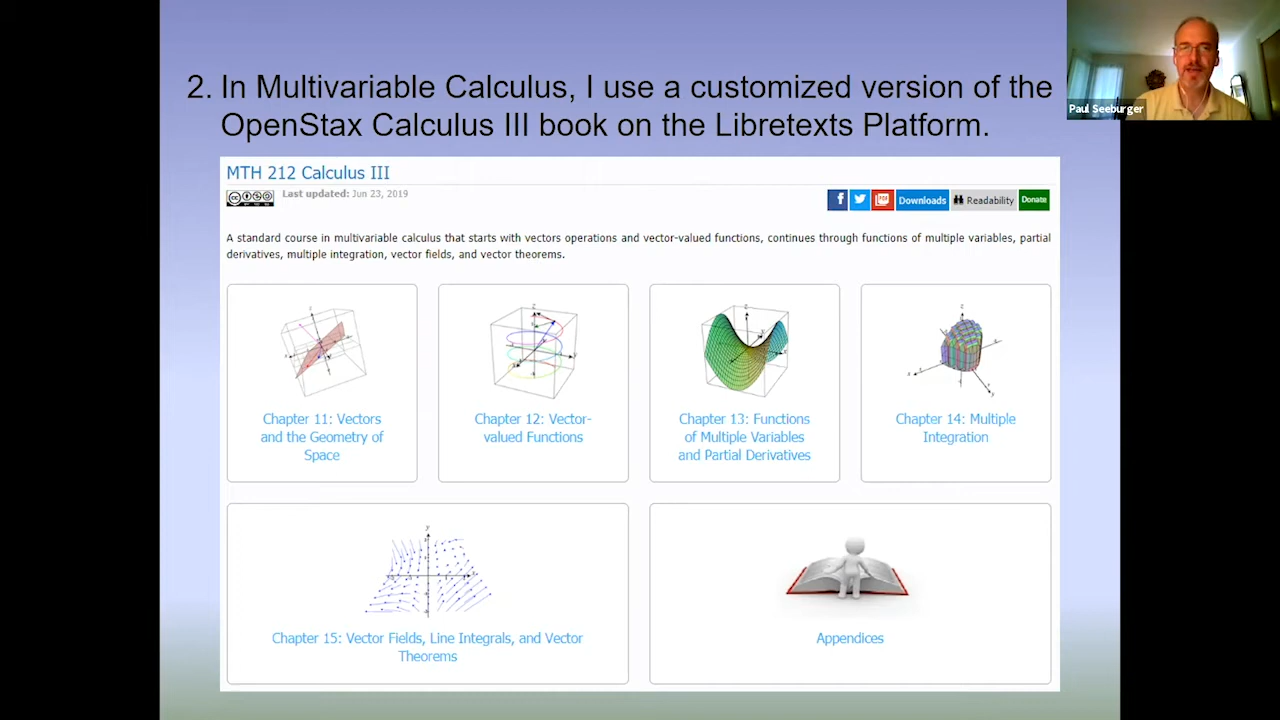 2. In Multivariable Calculus, I use a customized version of the
OpenStax Calculus III book on the Libretexts Platform.
Paul Seeburger
MTH 212 Calculus III
Last updated: Jun 23, 2019
Downloads
Readability
Donate
A standard course in multivariable calculus that starts with vectors operations and vector-valued functions, continues through functions of multiple variables, partial
derivatives, multiple integration, vector fields, and vector theorems.
Chapter 11: Vectors
and the Geometry of
Space
Chapter 12: Vector-
valued Functions
Chapter 13: Functions
of Multiple Variables
and Partial Derivatives
Chapter 14: Multiple
Integration
Chapter 15: Vector Fields, Line Integrals, and Vector
Theorems
Appendices